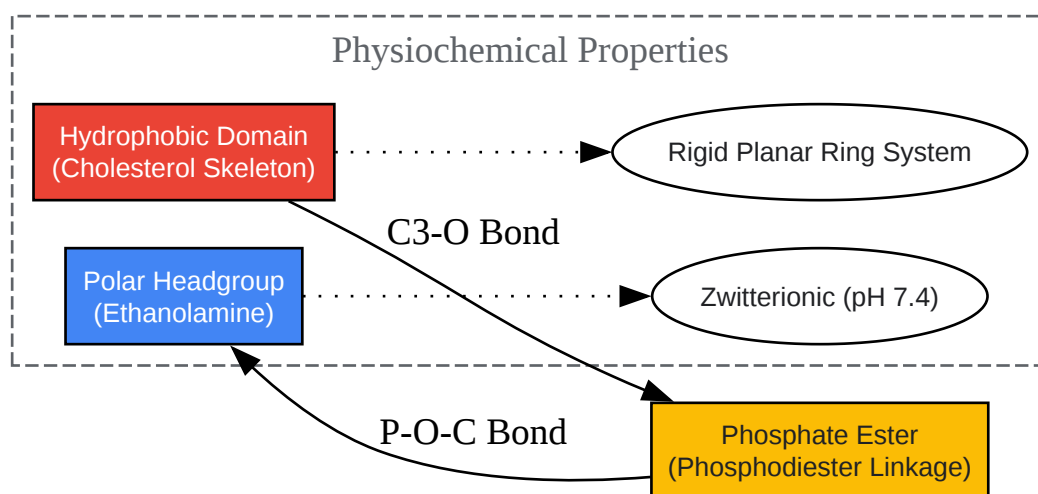 Physiochemical Properties
Hydrophobic Domain
(Cholesterol Skeleton)
Rigid Planar Ring System
C3-O Bond
Polar Headgroup
(Ethanolamine)
Zwitterionic (pH 7.4)
P-O-C Bond
Phosphate Ester
(Phosphodiester Linkage)